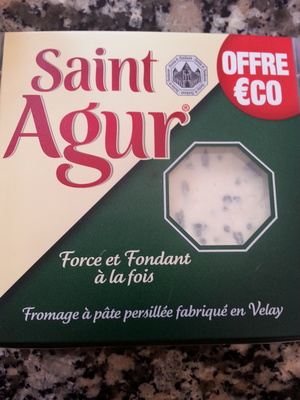 Saint
Agur®
OFFRE
€CO
Force et Fondant
à la fois
Fromage à pâte persillée fabriqué en Velay